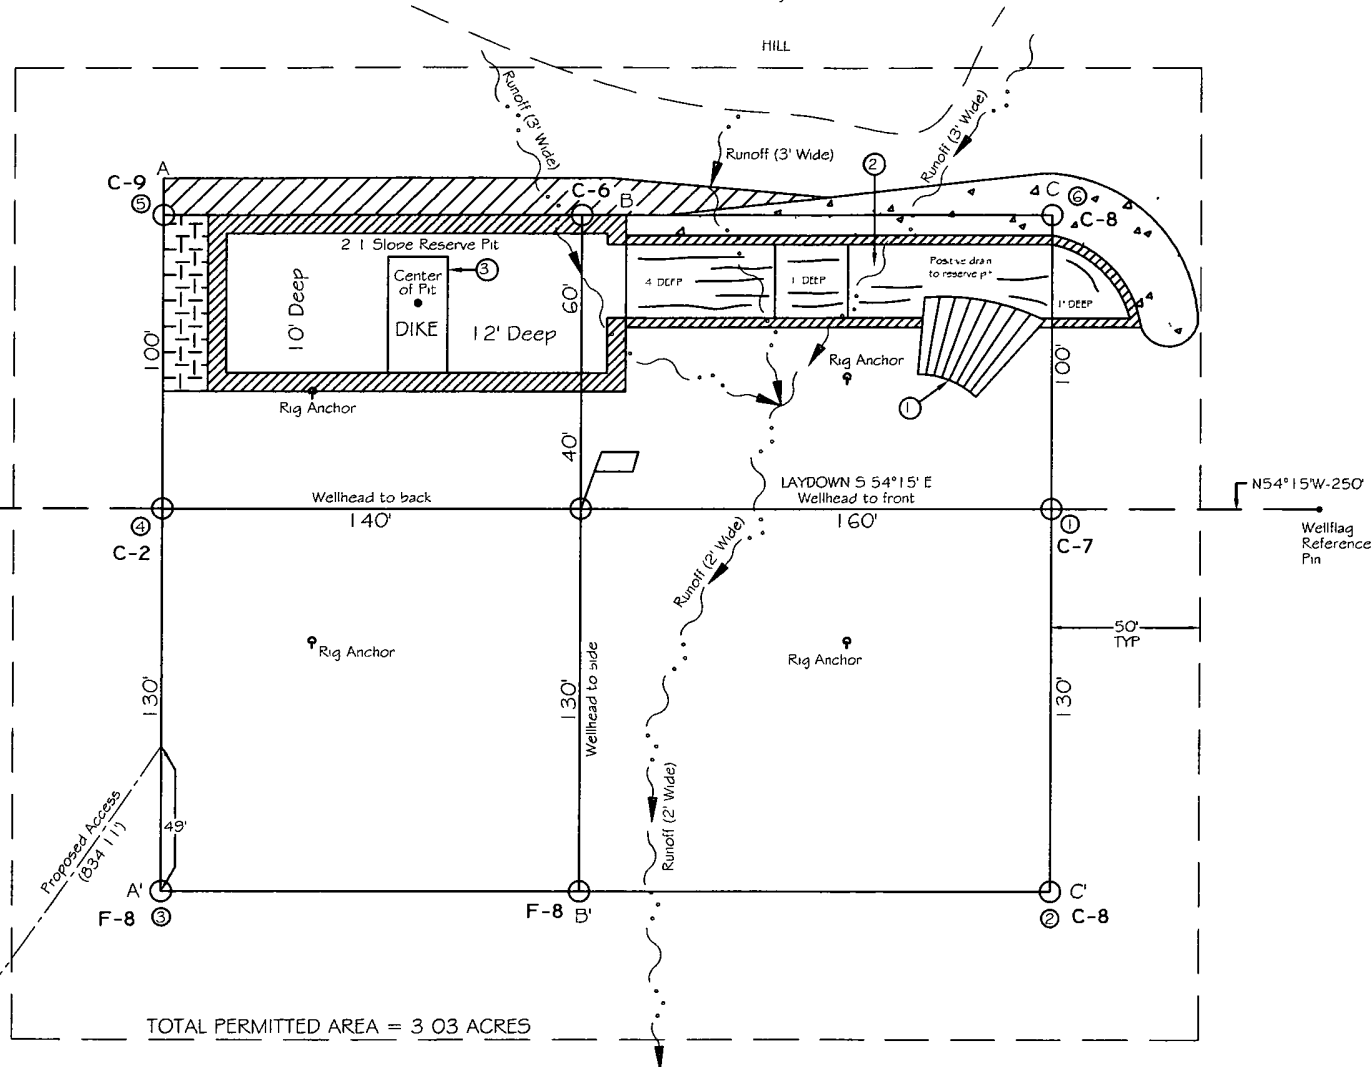 HILL
Runoff (3' Wide)
Runoff (3' Wide)
Runoff (3' Wide)
A
C-9
5
C-6
B
2
C
6
C-8
2 1 Slope Reserve Pit
10' Deep
Center
of Pit
DIKE
3
12' Deep
60'
4 DEEP
1 DEEP
Positive drain
to reserve pit
1' DEEP
100'
100'
Rig Anchor
Rig Anchor
1
40'
Wellhead to back
140'
LAYDOWN S 54°15' E
Wellhead to front
160'
N54°15'W-250'
Wellflag
Reference
Pin
4
C-2
1
C-7
Runoff (2' Wide)
50'
TYP
Rig Anchor
Rig Anchor
130'
130'
Wellhead to side
130'
Runoff (2' Wide)
Proposed Access
(834 11')
49'
A'
F-8
3
F-8
B'
C'
2
C-8
TOTAL PERMITTED AREA = 3 03 ACRES